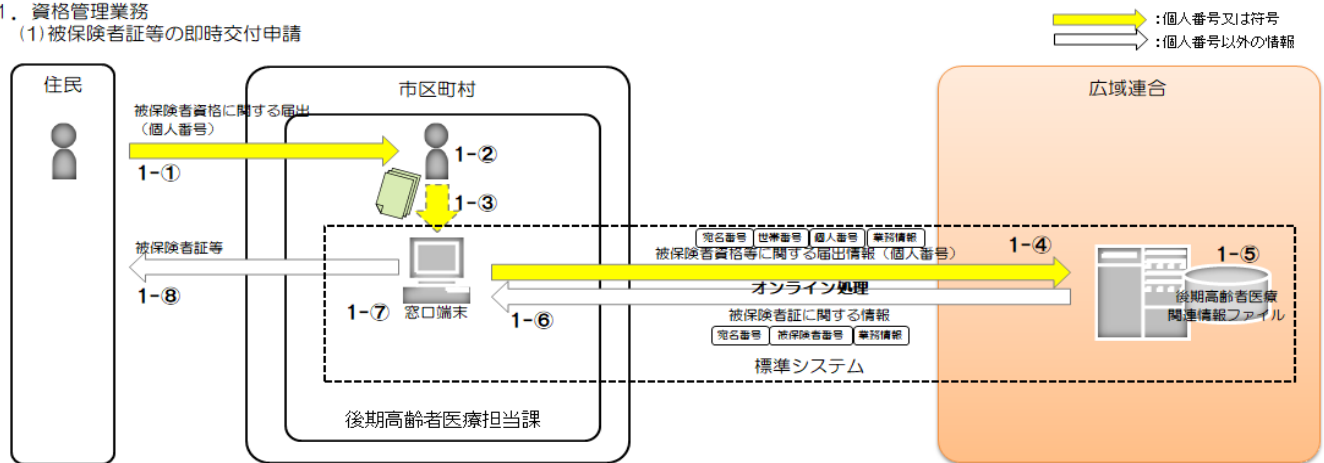 1．資格管理業務
(1)被保険者証等の即時交付申請
：個人番号又は符号
：個人番号以外の情報
住民
市区町村
広域連合
被保険者資格に関する届出
（個人番号）
1-①
1-②
1-③
宛名番号 世帯番号 個人番号 業務情報
被保険者資格等に関する届出情報（個人番号）
1-④
1-⑤
被保険者証等
1-⑧
オンライン処理
後期高齢者医療
関連情報ファイル
1-⑦
窓口端末
1-⑥
被保険者証に関する情報
宛名番号 被保険者番号 業務情報
標準システム
後期高齢者医療担当課